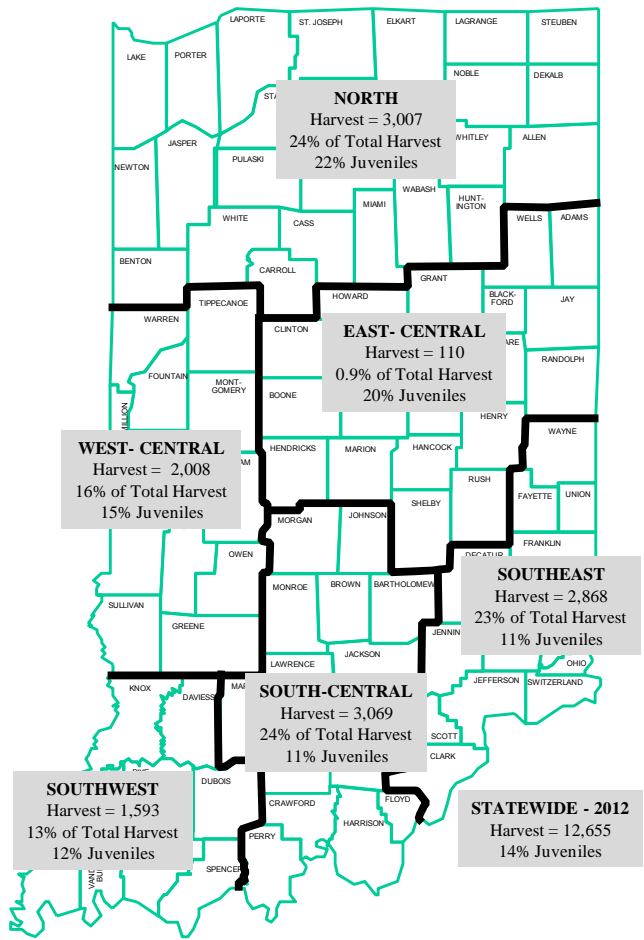 LAPORTE
ST. JOSEPH
ELKART
LAGRANGE
STEUBEN
LAKE
PORTER
NOBLE
DEKALB
NORTH
Harvest = 3,007
24% of Total Harvest
22% Juveniles
JASPER
PULASKI
WHITLEY
ALLEN
NEWTON
WABASH
HUNT-
INGTON
MIAMI
WHITE
CASS
WELLS
ADAMS
BENTON
CARROLL
GRANT
TIPPECANOE
HOWARD
BLACK-
FORD
JAY
WARREN
CLINTON
EAST- CENTRAL
Harvest = 110
0.9% of Total Harvest
20% Juveniles
RANDOLPH
FOUNTAIN
MONT-
GOMERY
BOONE
HENRY
WAYNE
WEST- CENTRAL
Harvest = 2,008
16% of Total Harvest
15% Juveniles
HENDRICKS
MARION
HANCOCK
RUSH
FAYETTE
UNION
SHELBY
MORGAN
JOHNSON
FRANKLIN
DECATUR
OWEN
SOUTHEAST
Harvest = 2,868
23% of Total Harvest
11% Juveniles
MONROE
BROWN
BARTHOLOMEW
SULLIVAN
GREENE
JENNIN
JACKSON
LAWRENCE
OHIO
JEFFERSON
SWITZERLAND
KNOX
DAVIESS
SOUTH-CENTRAL
Harvest = 3,069
24% of Total Harvest
11% Juveniles
SCOTT
CLARK
SOUTHWEST
Harvest = 1,593
13% of Total Harvest
12% Juveniles
DUBOIS
CRAWFORD
FLOYD
HARRISON
PERRY
SPENCER
STATEWIDE - 2012
Harvest = 12,655
14% Juveniles